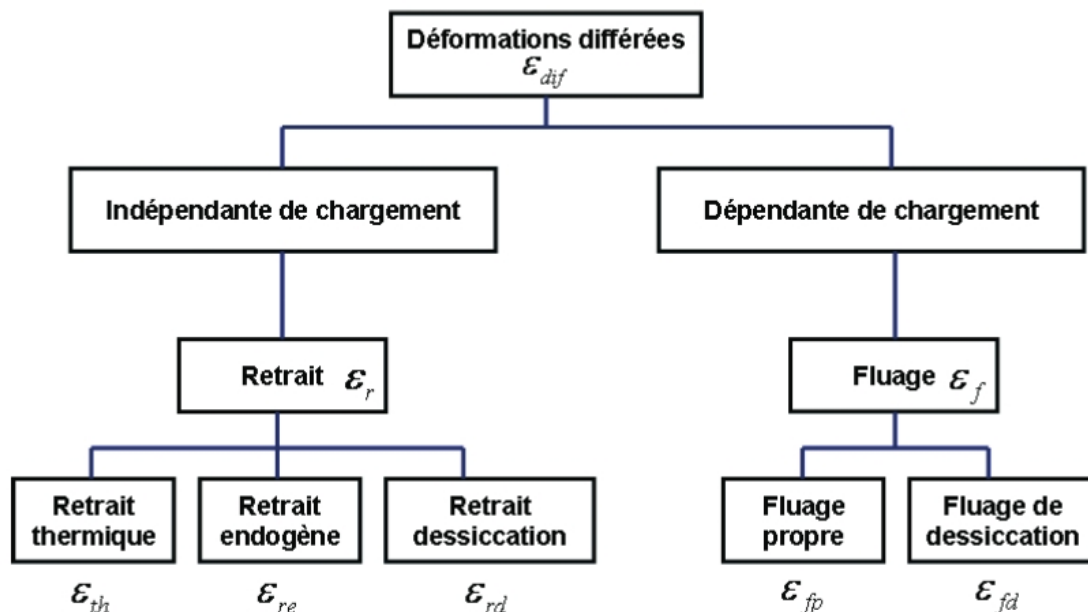 Déformations différées
ε_dif
Indépendante de chargement
Dépendante de chargement
Retrait ε_r
Fluage ε_f
Retrait
thermique
Retrait
endogène
Retrait
dessiccation
Fluage
propre
Fluage de
dessiccation
ε_th
ε_re
ε_rd
ε_fp
ε_fd